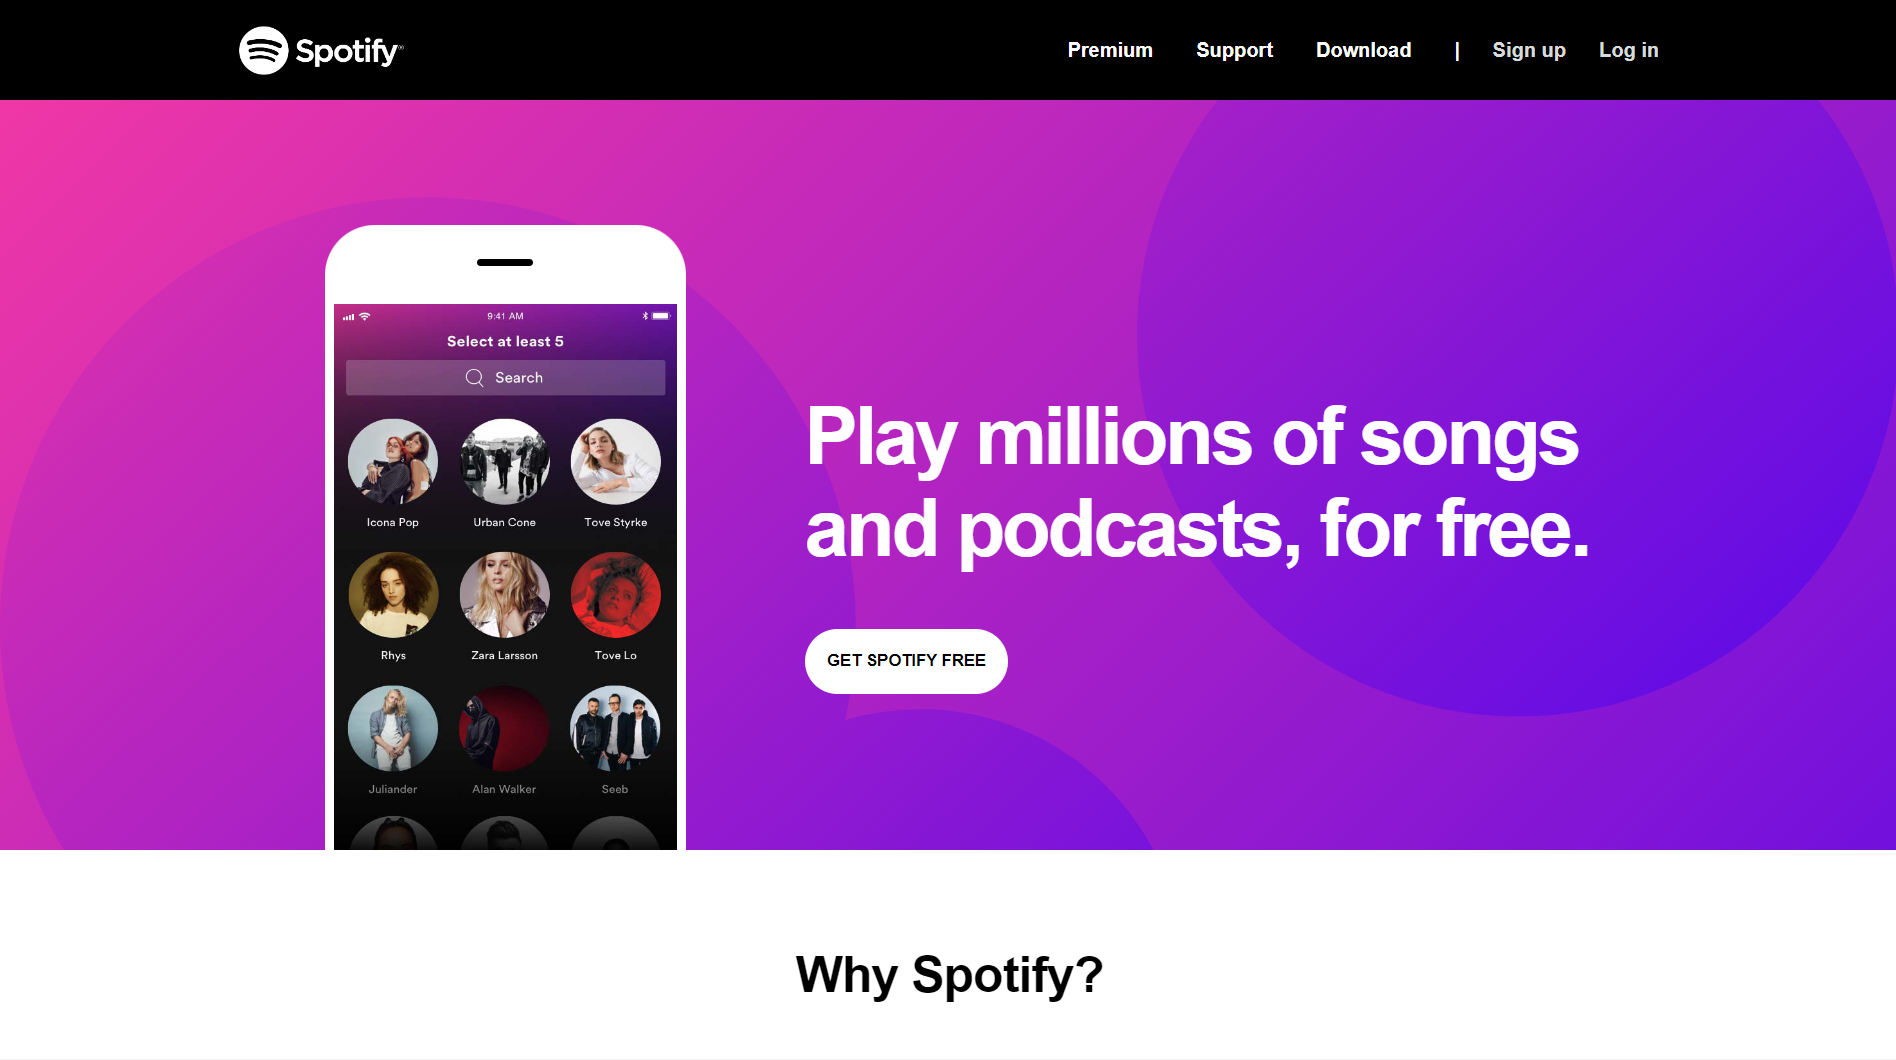 Spotify
Premium Support Download | Sign up Log in
9:41 AM
Select at least 5
Search
Icona Pop Urban Cone Tove Styrke
Rhys Zara Larsson Tove Lo
Juliander Alan Walker Seeb
Play millions of songs
and podcasts, for free.
GET SPOTIFY FREE
Why Spotify?